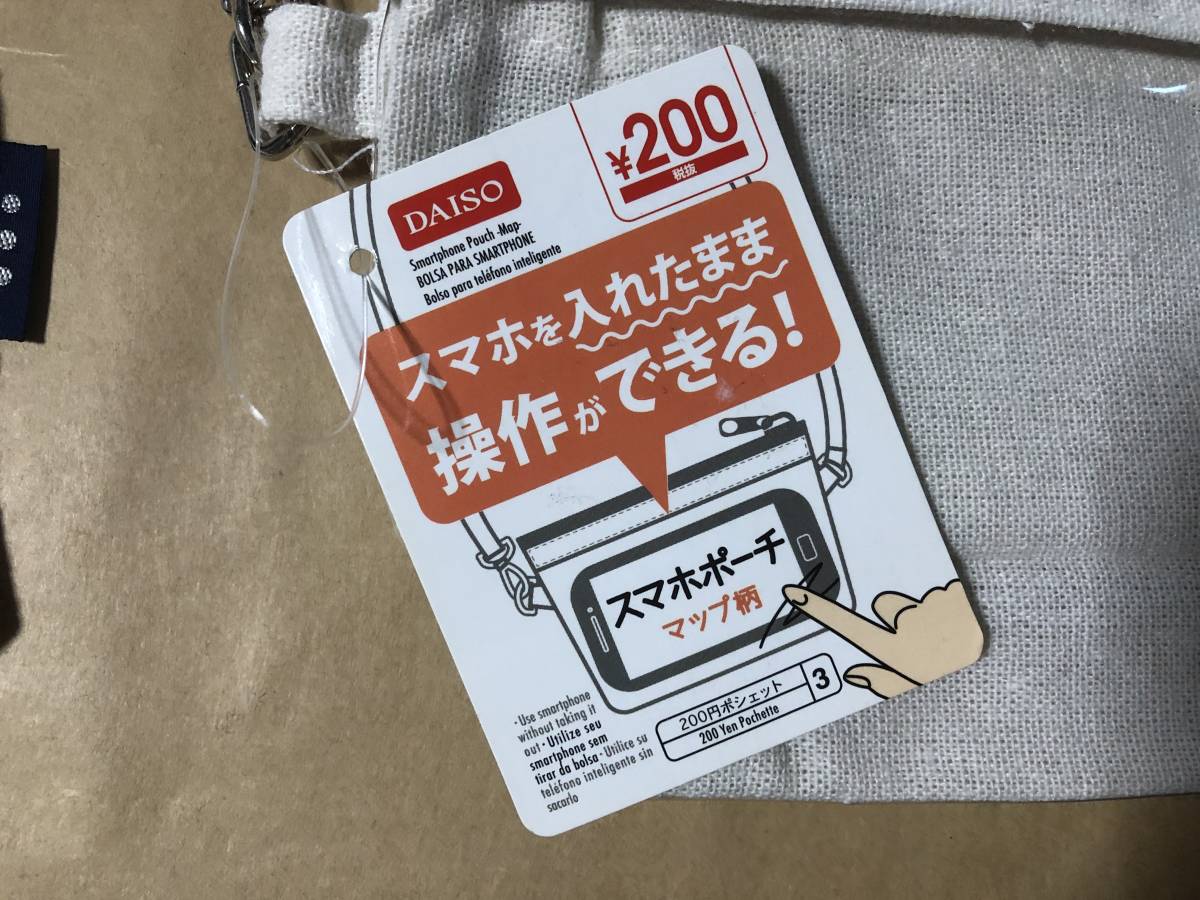 DAISO
¥200
税抜
Smartphone Pouch -Map-
BOLSA PARA SMARTPHONE
Bolsa para teléfono inteligente
スマホを入れたまま
操作ができる!
スマホポーチ
マップ柄
・Use smartphone
without taking it
out・Utilize seu
smartphone sem
tirar da bolsa・Utilice su
teléfono inteligente sin
sacarlo
200円ポシェット
200 Yen Pochette
3